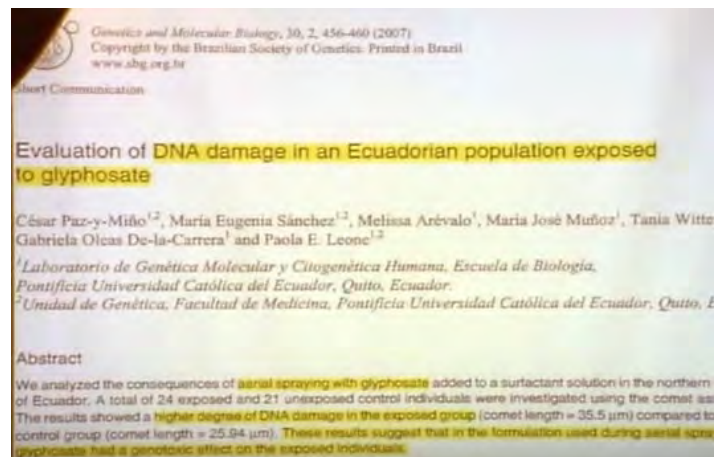 Genetics and Molecular Biology, 30, 2, 456-460 (2007)
Copyright by the Brazilian Society of Genetics. Printed in Brazil
www.sbg.org.br
Short Communication
Evaluation of DNA damage in an Ecuadorian population exposed
to glyphosate
César Paz-y-Miño1,2, María Eugenia Sánchez1,2, Melissa Arévalo1, María José Muñoz1, Tania Witte
Gabriela Oleas De-la-Carrera1 and Paola E. Leone1,2
1Laboratorio de Genética Molecular y Citogenética Humana, Escuela de Biología,
Pontificia Universidad Católica del Ecuador, Quito, Ecuador.
2Unidad de Genética, Facultad de Medicina, Pontificia Universidad Católica del Ecuador, Quito, E
Abstract
We analyzed the consequences of aerial spraying with glyphosate added to a surfactant solution in the northern
of Ecuador. A total of 24 exposed and 21 unexposed control individuals were investigated using the comet as
The results showed a higher degree of DNA damage in the exposed group (comet length = 35.5 μm) compared to
control group (comet length = 25.94 μm). These results suggest that in the formulation used during aerial spra
glyphosate had a genotoxic effect on the exposed individuals.